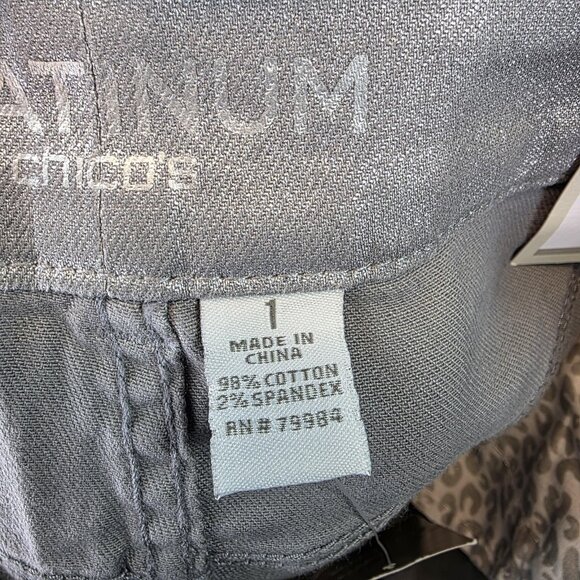 ATINUM
chico's
1
MADE IN
CHINA
98% COTTON
2% SPANDEX
RN# 79984